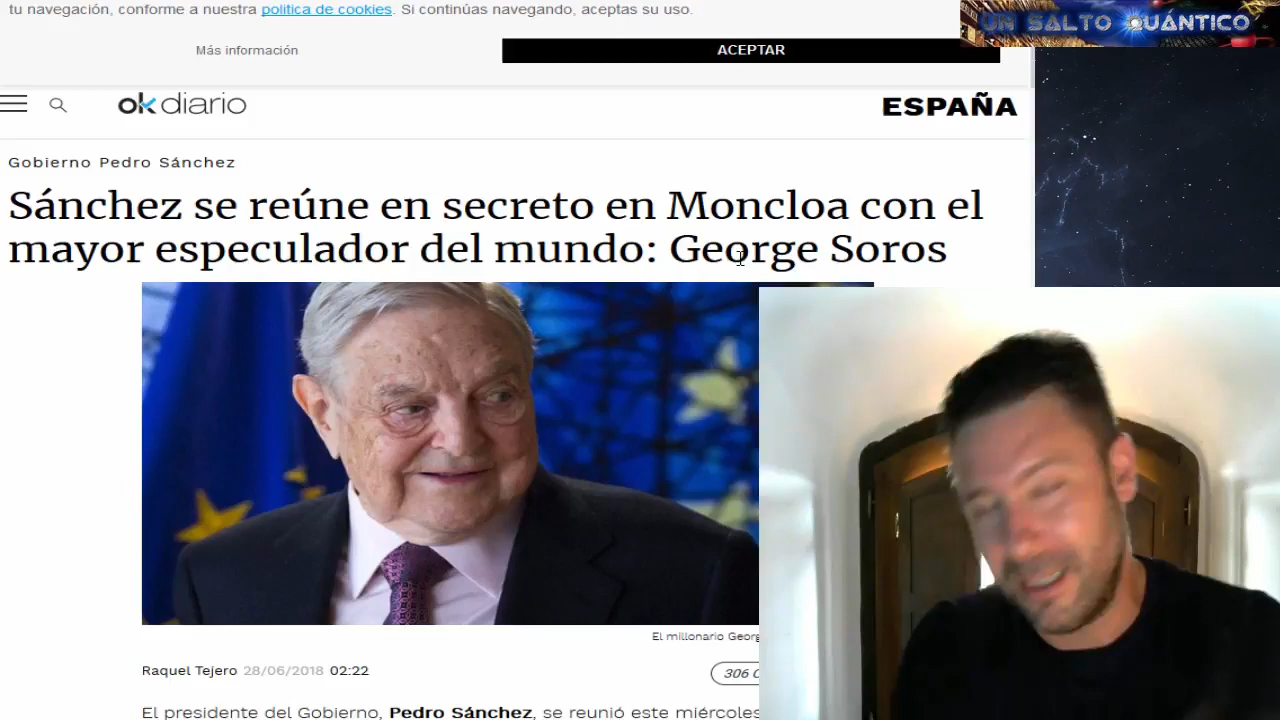 tu navegación, conforme a nuestra politica de cookies. Si continúas navegando, aceptas su uso.
UN SALTO QUÁNTICO
Más información
ACEPTAR
okdiario
ESPAÑA
Gobierno Pedro Sánchez
Sánchez se reúne en secreto en Moncloa con el
mayor especulador del mundo: George Soros
El millonario Georg
Raquel Tejero 28/06/2018 02:22
306 C
El presidente del Gobierno, Pedro Sánchez, se reunió este miércoles